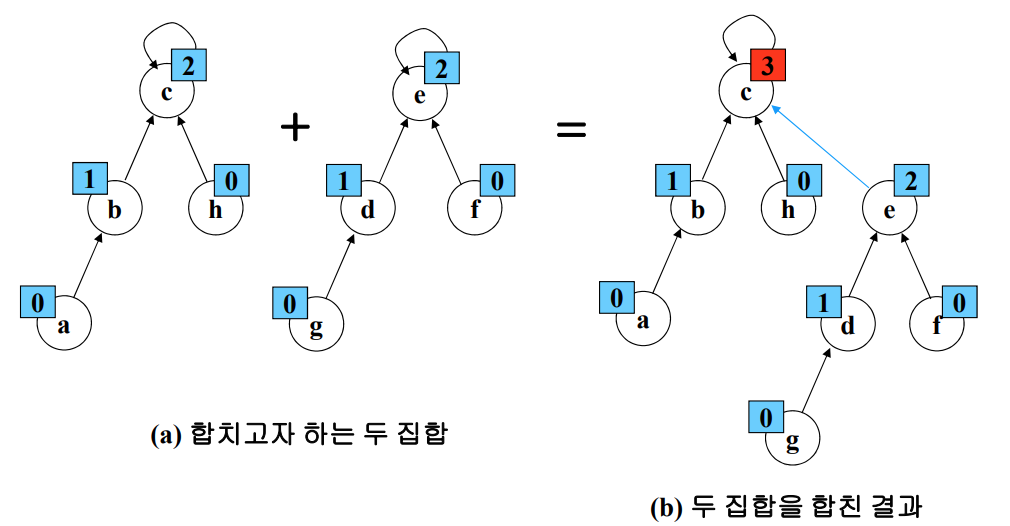 2 2 3
c e c
+ =
1 0 1 0 1 0 2
b h d f b h e
0 0 0 1 0
a g a d f
0
g
(a) 합치고자 하는 두 집합
(b) 두 집합을 합친 결과